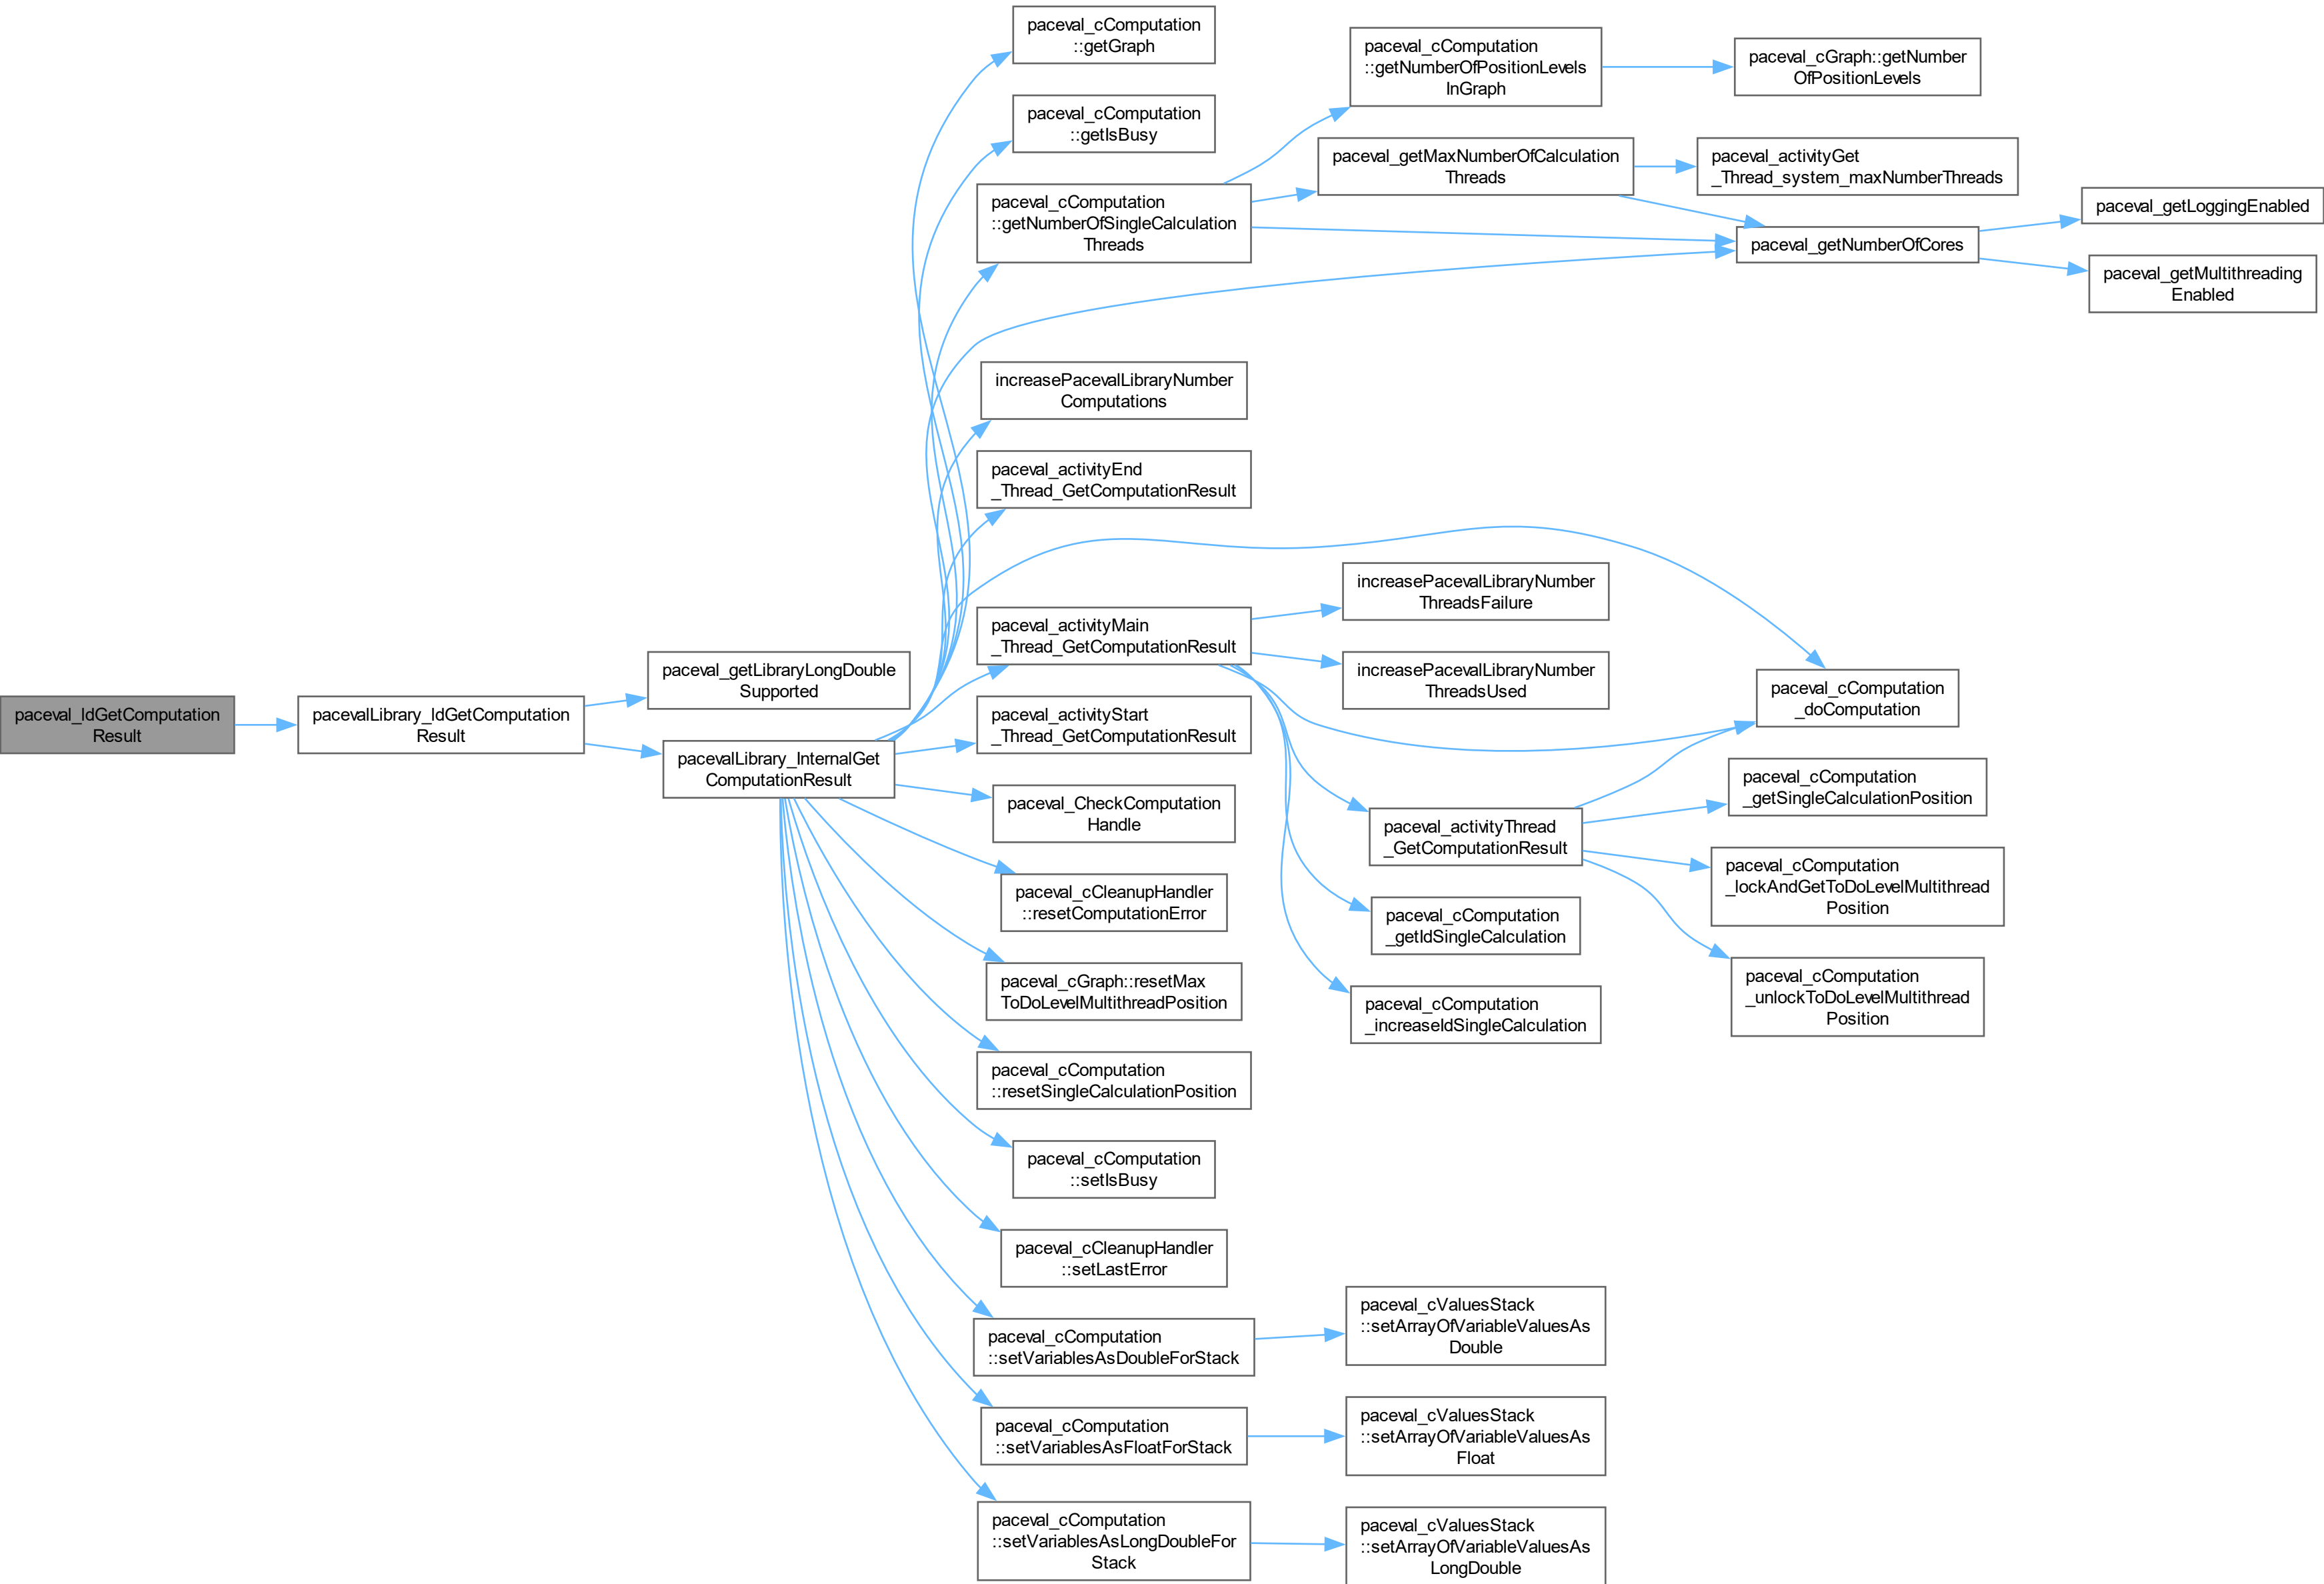 paceval_ldGetComputation
Result
pacevalLibrary_ldGetComputation
Result
paceval_getLibraryLongDouble
Supported
pacevalLibrary_InternalGet
ComputationResult
paceval_cComputation
::getGraph
paceval_cComputation
::getIsBusy
paceval_cComputation
::getNumberOfSingleCalculation
Threads
increasePacevalLibraryNumber
Computations
paceval_activityEnd
_Thread_GetComputationResult
paceval_activityMain
_Thread_GetComputationResult
paceval_activityStart
_Thread_GetComputationResult
paceval_CheckComputation
Handle
paceval_cCleanupHandler
::resetComputationError
paceval_cGraph::resetMax
ToDoLevelMultithreadPosition
paceval_cComputation
::resetSingleCalculationPosition
paceval_cComputation
::setIsBusy
paceval_cCleanupHandler
::setLastError
paceval_cComputation
::setVariablesAsDoubleForStack
paceval_cComputation
::setVariablesAsFloatForStack
paceval_cComputation
::setVariablesAsLongDoubleFor
Stack
paceval_cComputation
::getNumberOfPositionLevels
InGraph
paceval_getMaxNumberOfCalculation
Threads
increasePacevalLibraryNumber
ThreadsFailure
increasePacevalLibraryNumber
ThreadsUsed
paceval_activityThread
_GetComputationResult
paceval_cComputation
_getIdSingleCalculation
paceval_cComputation
_increaseIdSingleCalculation
paceval_cValuesStack
::setArrayOfVariableValuesAs
Double
paceval_cValuesStack
::setArrayOfVariableValuesAs
Float
paceval_cValuesStack
::setArrayOfVariableValuesAs
LongDouble
paceval_cGraph::getNumber
OfPositionLevels
paceval_activityGet
_Thread_system_maxNumberThreads
paceval_getNumberOfCores
paceval_cComputation
_doComputation
paceval_cComputation
_getSingleCalculationPosition
paceval_cComputation
_lockAndGetToDoLevelMultithread
Position
paceval_cComputation
_unlockToDoLevelMultithread
Position
paceval_getLoggingEnabled
paceval_getMultithreading
Enabled